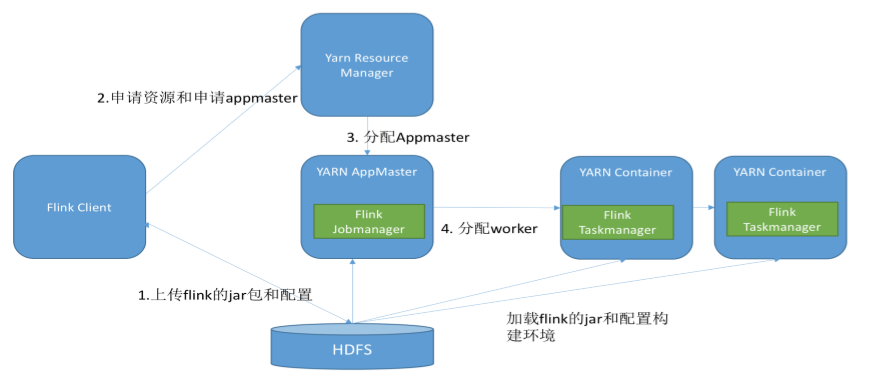 Yarn Resource
Manager
2.申请资源和申请appmaster
3. 分配Appmaster
Flink Client
YARN AppMaster
Flink
Jobmanager
4. 分配worker
YARN Container
Flink
Taskmanager
YARN Container
Flink
Taskmanager
1.上传flink的jar包和配置
加载flink的jar和配置构
建环境
HDFS